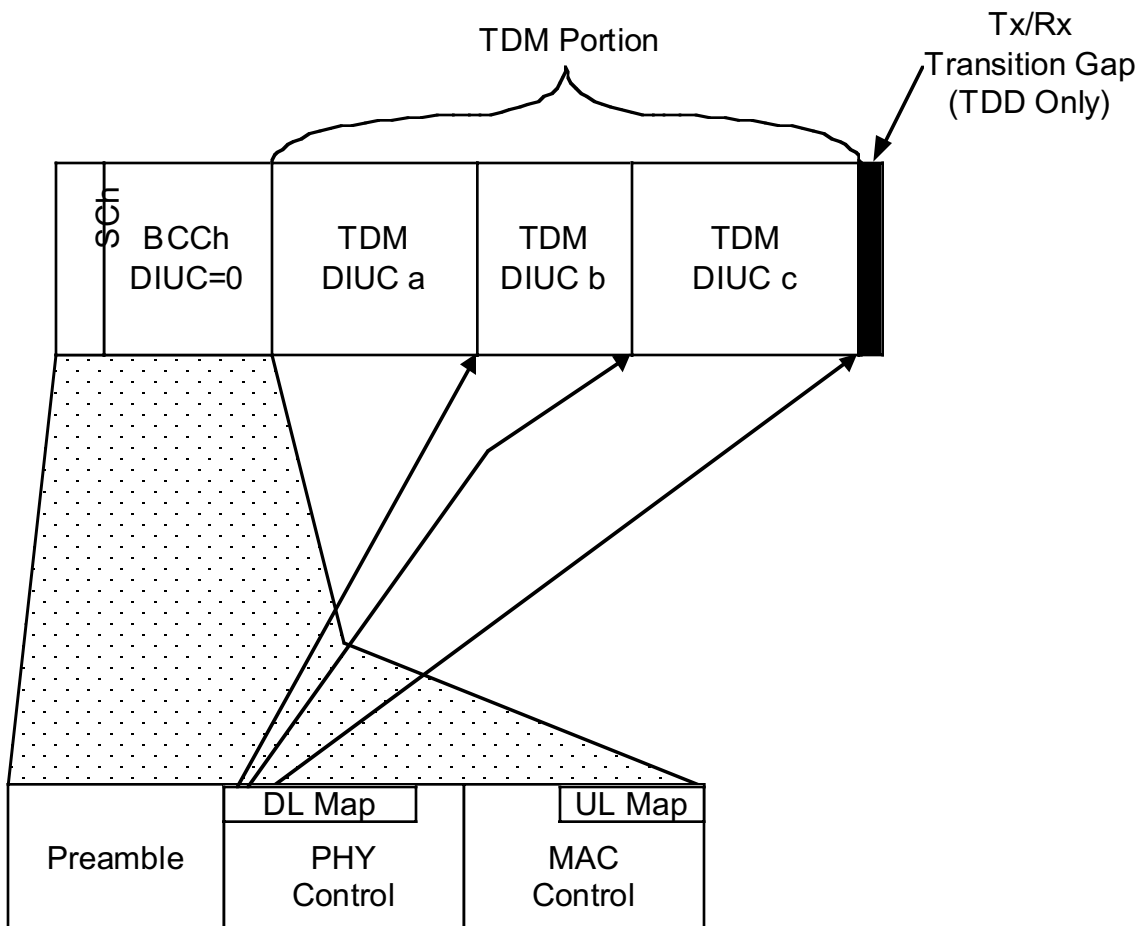 TDM Portion
Tx/Rx
Transition Gap
(TDD Only)
SCh
BCCh
DIUC=0
TDM
DIUC a
TDM
DIUC b
TDM
DIUC c
DL Map
UL Map
Preamble
PHY
Control
MAC
Control